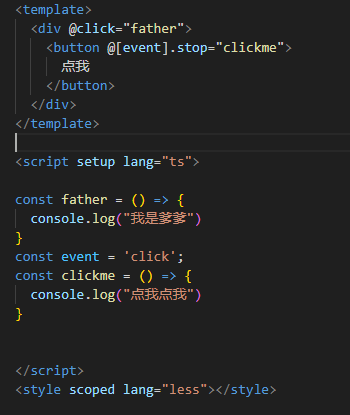 <template>
  <div @click="father">
    <button @[event].stop="clickme">
      点我
    </button>
  </div>
</template>
<script setup lang="ts">
const father = () => {
  console.log("我是爹爹")
}
const event = 'click';
const clickme = () => {
  console.log("点我点我")
}
</script>
<style scoped lang="less"></style>